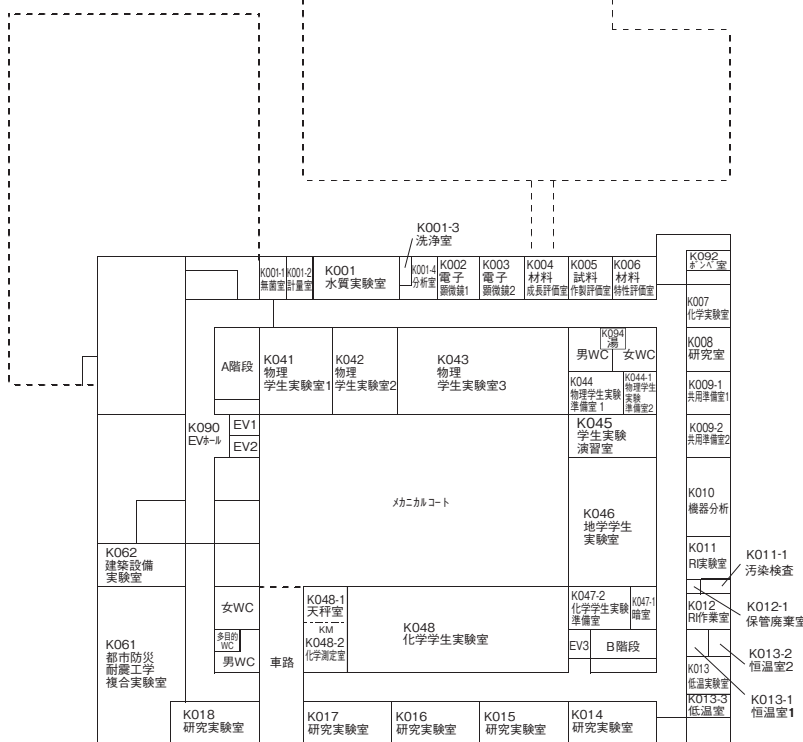 K001-3
洗浄室
K001-1
無菌室
K001-2
計量室
K001
水質実験室
K001-4
分析室
K002
電子
顕微鏡1
K003
電子
顕微鏡2
K004
材料
成長評価室
K005
試料
作製評価室
K006
材料
特性評価室
K092
ボンベ室
K007
化学実験室
A階段
K041
物理
学生実験室1
K042
物理
学生実験室2
K043
物理
学生実験室3
K094
湯
男WC
女WC
K008
研究室
K044
物理学生実験
準備室 1
K044-1
物理学生
実験
準備室2
K009-1
共用準備室1
K090
EVホール
EV1
EV2
K045
学生実験
演習室
K009-2
共用準備室2
メカニカルコート
K046
地学学生
実験室
K010
機器分析
K062
建築設備
実験室
K011
RI実験室
K011-1
汚染検査
女WC
K048-1
天秤室
KM
K048-2
化学測定室
K048
化学学生実験室
K047-2
化学学生実験
準備室
K047-1
暗室
K012
RI作業室
K012-1
保管廃棄室
K061
都市防災
耐震工学
複合実験室
多目的
WC
男WC
車路
EV3
B階段
K013-2
恒温室2
K013
低温実験室
K013-3
低温室
K013-1
恒温室1
K018
研究実験室
K017
研究実験室
K016
研究実験室
K015
研究実験室
K014
研究実験室